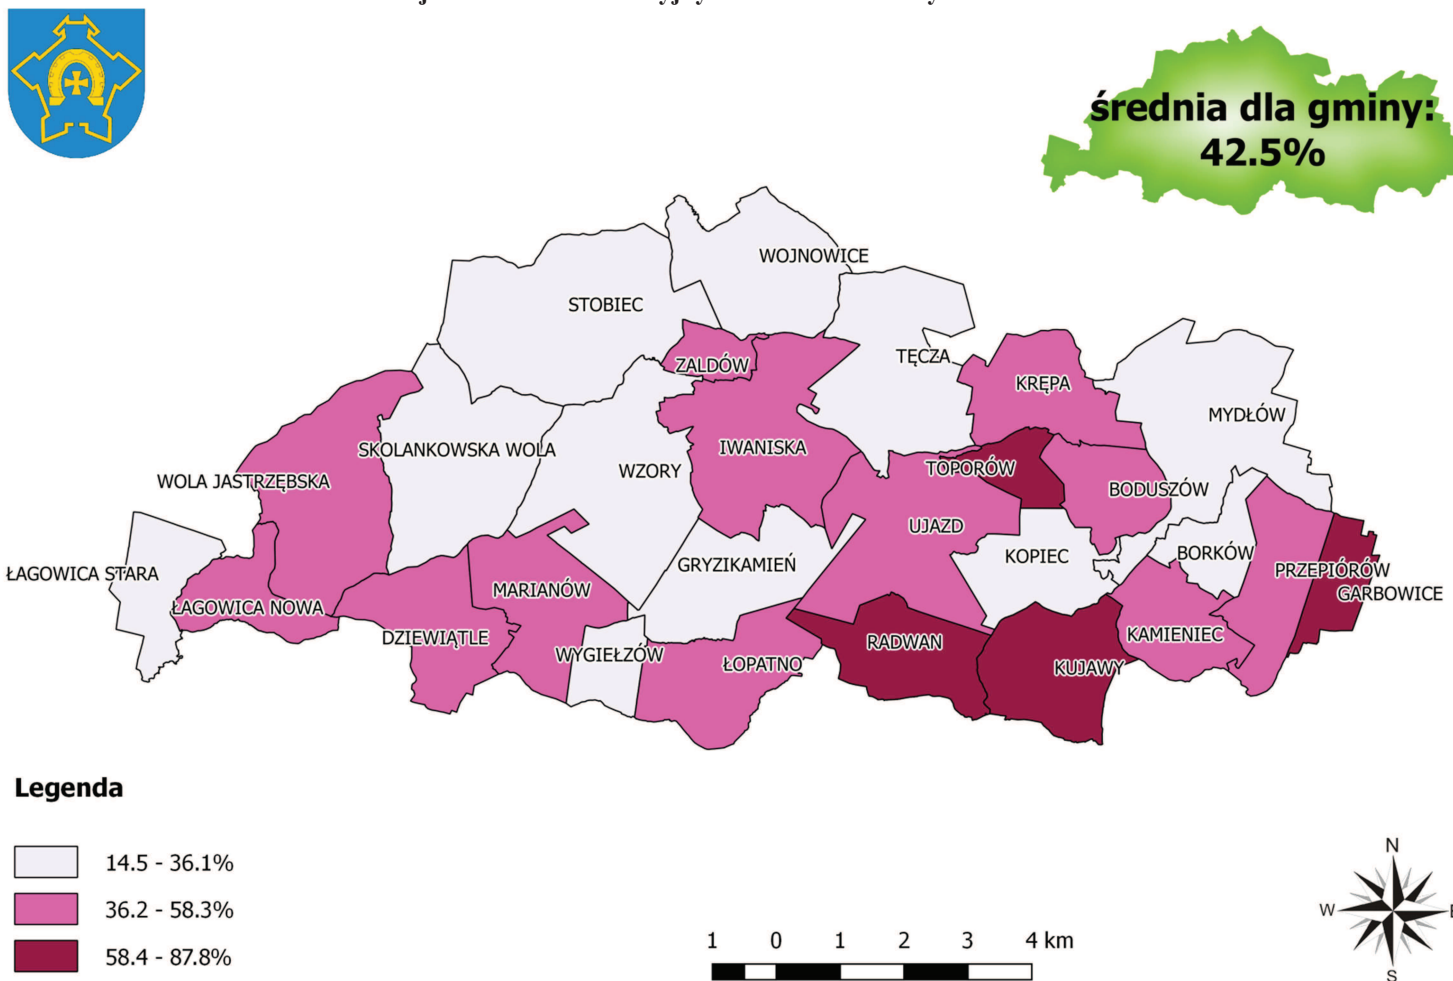 średnia dla gminy:
42.5%
WOJNOWICE
STOBIEC
TĘCZA
ZALDÓW
KRĘPA
MYDŁÓW
SKOLANKOWSKA WOLA
IWANISKA
WZORY
TOPORÓW
WOLA JASTRZĘBSKA
BODUSZÓW
UJAZD
BORKÓW
KOPIEC
GRYZIKAMIEŃ
PRZEPIÓRÓW
ŁAGOWICA STARA
MARIANÓW
GARBOWICE
ŁAGOWICA NOWA
DZIEWIĄTLE
KAMIENIEC
RADWAN
WYGIEŁZÓW
ŁOPATNO
KUJAWY
Legenda
14.5 - 36.1%
36.2 - 58.3%
58.4 - 87.8%
1 0 1 2 3 4 km
N
W E
S